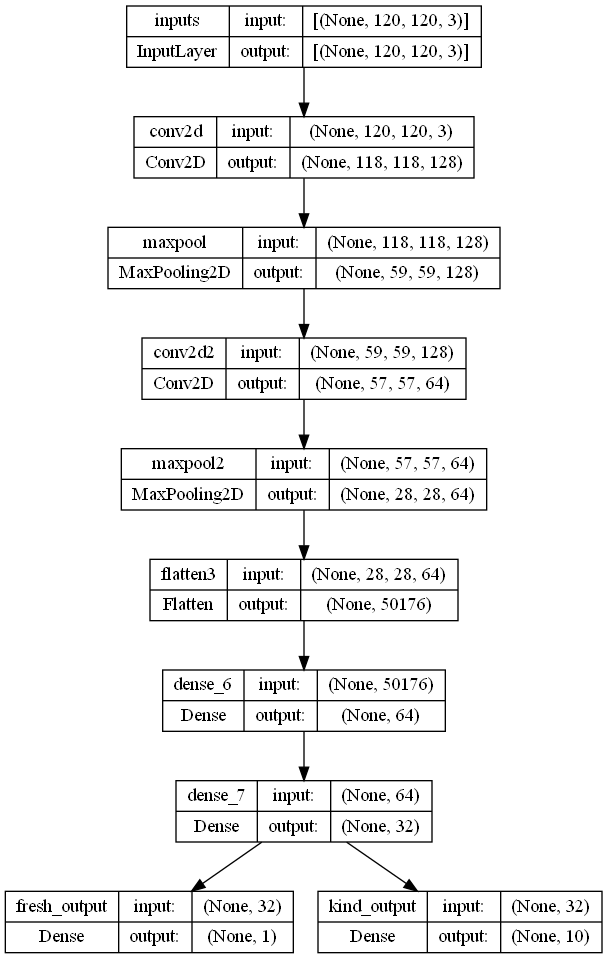 inputs input: [(None, 120, 120, 3)]
InputLayer output: [(None, 120, 120, 3)]
conv2d input: (None, 120, 120, 3)
Conv2D output: (None, 118, 118, 128)
maxpool input: (None, 118, 118, 128)
MaxPooling2D output: (None, 59, 59, 128)
conv2d2 input: (None, 59, 59, 128)
Conv2D output: (None, 57, 57, 64)
maxpool2 input: (None, 57, 57, 64)
MaxPooling2D output: (None, 28, 28, 64)
flatten3 input: (None, 28, 28, 64)
Flatten output: (None, 50176)
dense_6 input: (None, 50176)
Dense output: (None, 64)
dense_7 input: (None, 64)
Dense output: (None, 32)
fresh_output input: (None, 32)
Dense output: (None, 1)
kind_output input: (None, 32)
Dense output: (None, 10)